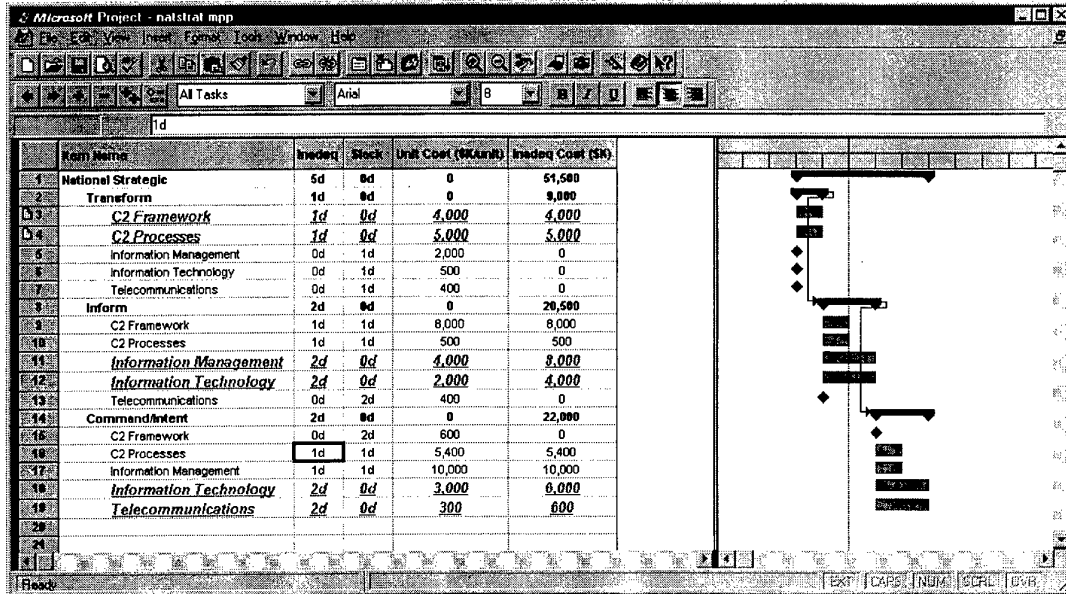 Microsoft Project - natstrat.mpp
File Edit View Insert Format Tools Window Help
All Tasks Arial 8 B I U
1d
Item Name Inadeq Slack Unit Cost ($K/unit) Inadeq Cost ($K)
1 National Strategic 5d 0d 0 51,500
2 Transform 1d 0d 0 9,000
3 C2 Framework 1d 0d 4,000 4,000
4 C2 Processes 1d 0d 5,000 5,000
5 Information Management 0d 1d 2,000 0
6 Information Technology 0d 1d 500 0
7 Telecommunications 0d 1d 400 0
8 Inform 2d 0d 0 20,500
9 C2 Framework 1d 1d 8,000 8,000
10 C2 Processes 1d 1d 500 500
11 Information Management 2d 0d 4,000 8,000
12 Information Technology 2d 0d 2,000 4,000
13 Telecommunications 0d 2d 400 0
14 Command/Intent 2d 0d 0 22,000
15 C2 Framework 0d 2d 600 0
16 C2 Processes 1d 1d 5,400 5,400
17 Information Management 1d 1d 10,000 10,000
18 Information Technology 2d 0d 3,000 6,000
19 Telecommunications 2d 0d 300 600
20
21
Ready EXT CAPS NUM SCRL OVR